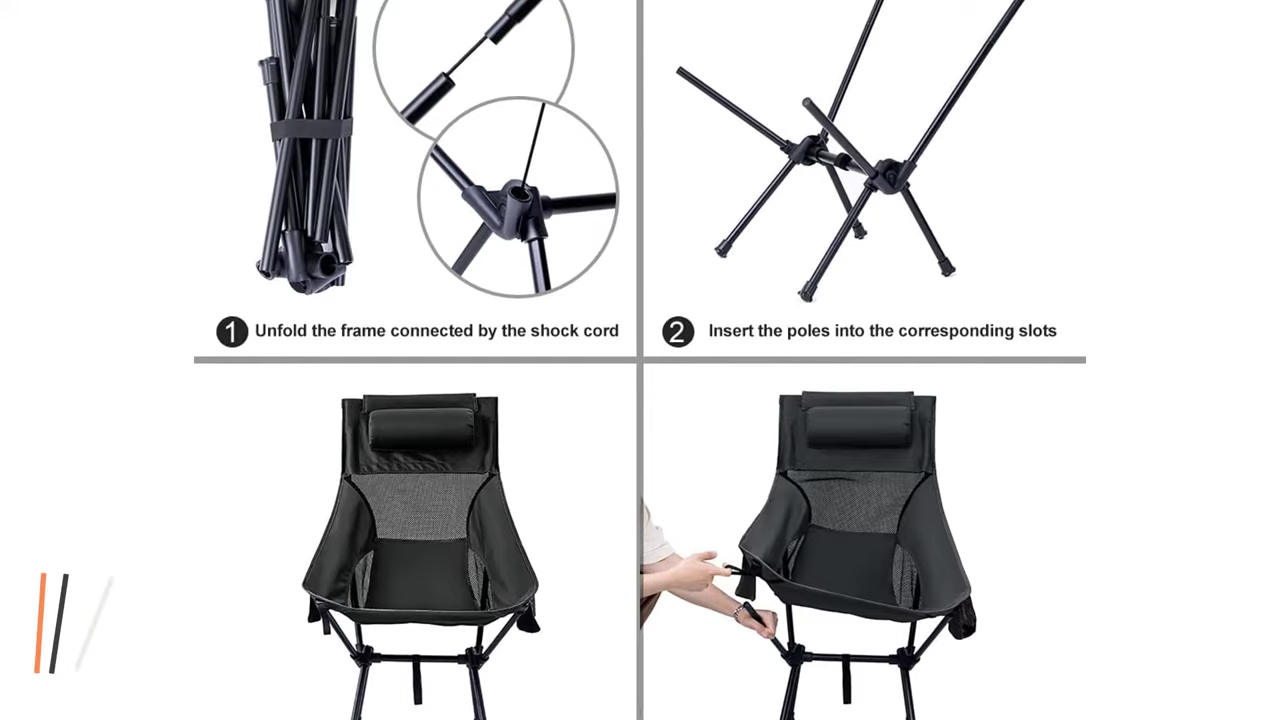 1 Unfold the frame connected by the shock cord
2 Insert the poles into the corresponding slots